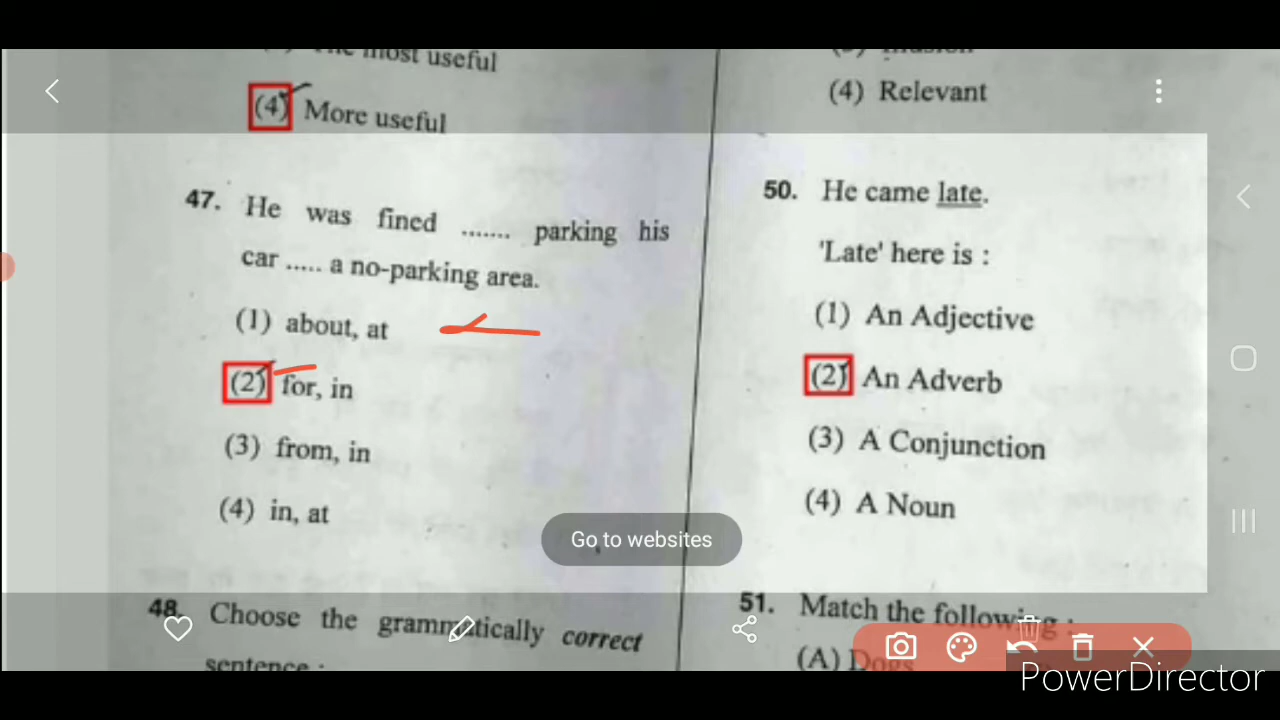 most useful
(4) More useful
47. He was fined ....... parking his
car ..... a no-parking area.
(1) about, at
(2) for, in
(3) from, in
(4) in, at
48. Choose the grammatically correct
sentence :
(4) Relevant
50. He came late.
'Late' here is :
(1) An Adjective
(2) An Adverb
(3) A Conjunction
(4) A Noun
51. Match the following :
(A) Dogs
Go to websites
PowerDirector